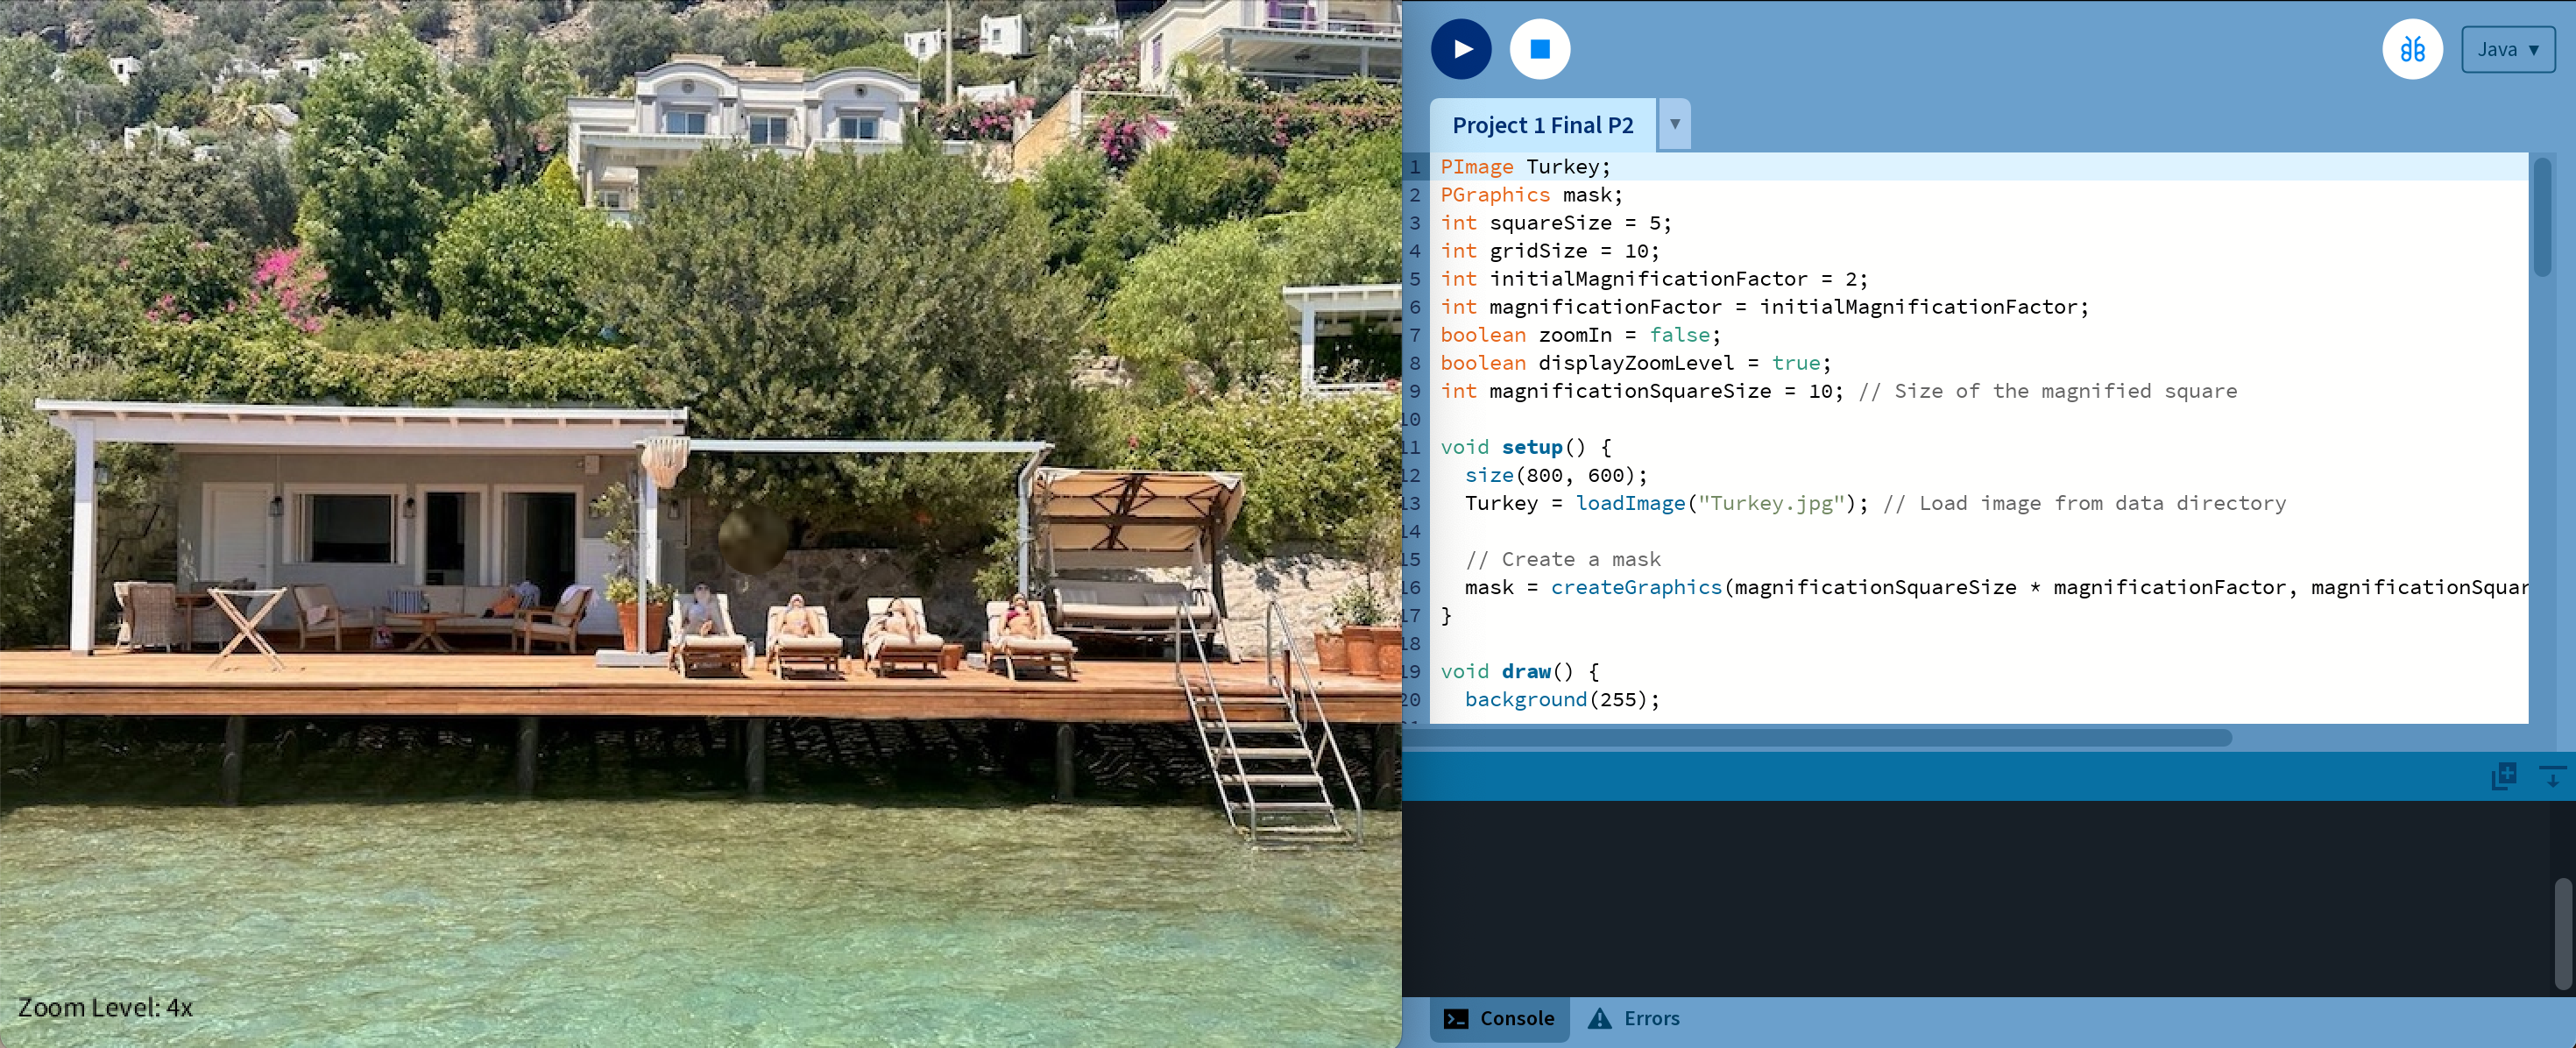 Zoom Level: 4x
Java ▼
Project 1 Final P2 ▼
1 PImage Turkey;
2 PGraphics mask;
3 int squareSize = 5;
4 int gridSize = 10;
5 int initialMagnificationFactor = 2;
6 int magnificationFactor = initialMagnificationFactor;
7 boolean zoomIn = false;
8 boolean displayZoomLevel = true;
9 int magnificationSquareSize = 10; // Size of the magnified square
10
11 void setup() {
12 size(800, 600);
13 Turkey = loadImage("Turkey.jpg"); // Load image from data directory
14
15 // Create a mask
16 mask = createGraphics(magnificationSquareSize * magnificationFactor, magnificationSquar
17 }
18
19 void draw() {
20 background(255);
Console
Errors